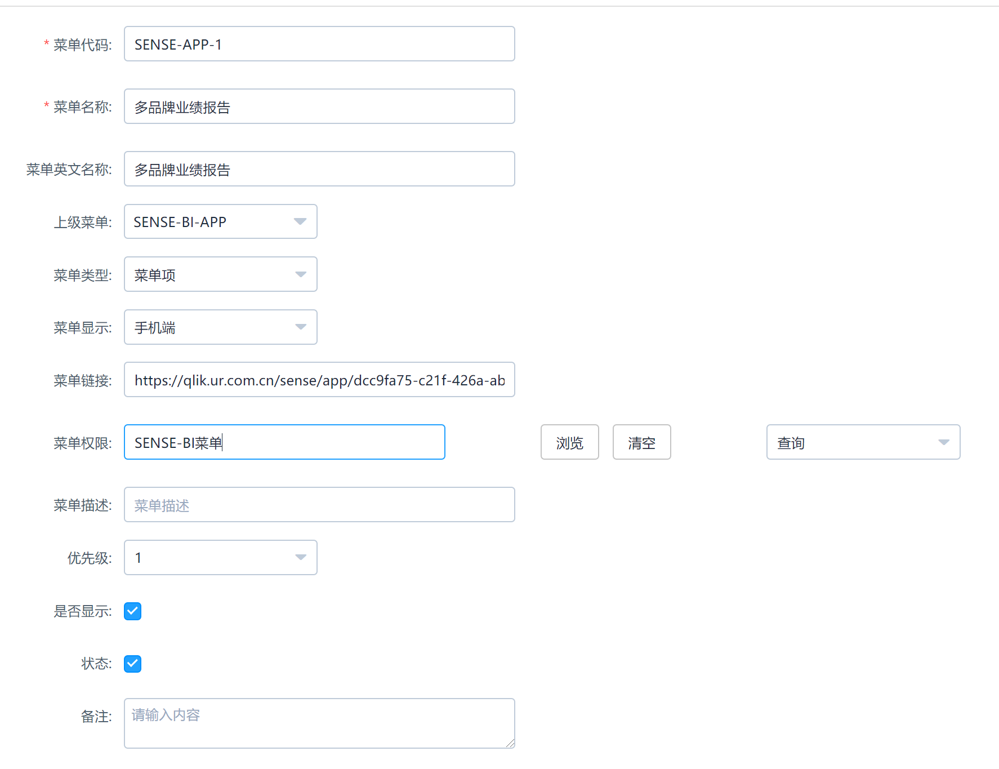 * 菜单代码: SENSE-APP-1
* 菜单名称: 多品牌业绩报告
菜单英文名称: 多品牌业绩报告
上级菜单: SENSE-BI-APP
菜单类型: 菜单项
菜单显示: 手机端
菜单链接: https://qlik.ur.com.cn/sense/app/dcc9fa75-c21f-426a-ab
菜单权限: SENSE-BI菜单 浏览 清空 查询
菜单描述: 菜单描述
优先级: 1
是否显示:
状态:
备注: 请输入内容